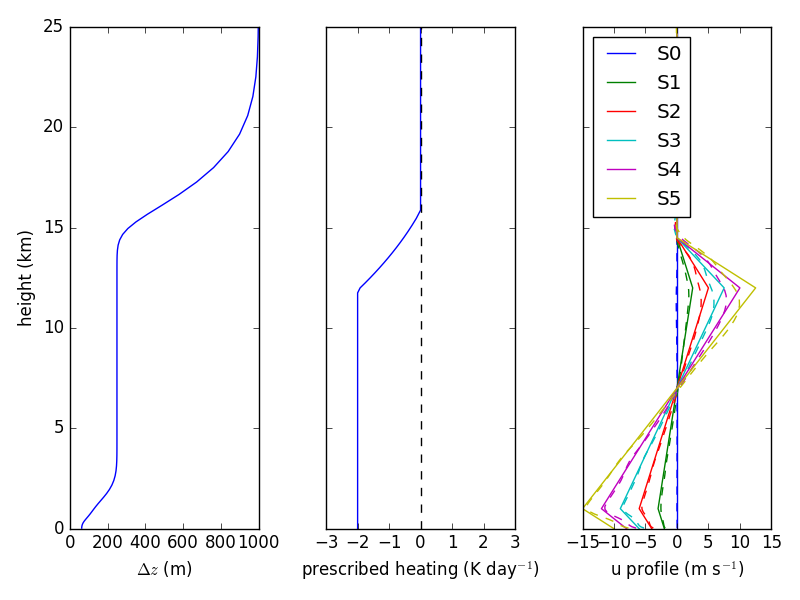 25
20
15
10
5
0
height (km)
0 200 400 600 800 1000
Δz (m)
−3 −2 −1 0 1 2 3
prescribed heating (K day⁻¹)
S0
S1
S2
S3
S4
S5
−15 −10 −5 0 5 10 15
u profile (m s⁻¹)